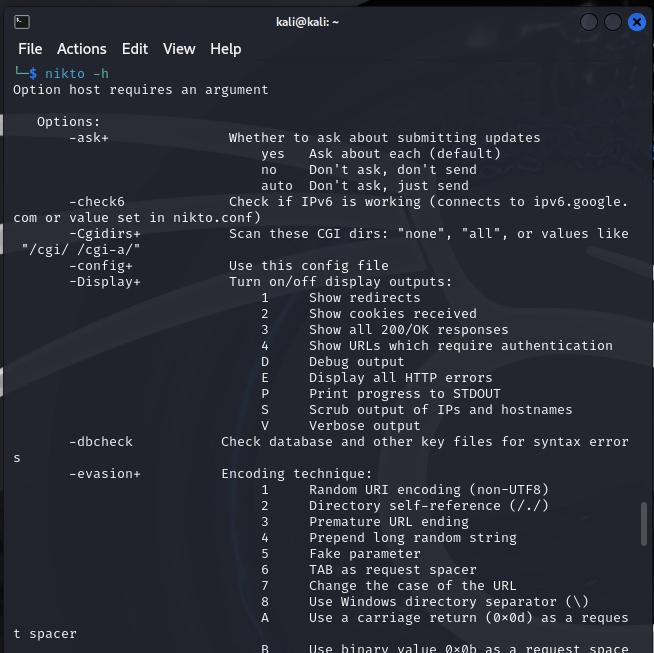 kali@kali: ~
File Actions Edit View Help
└─$ nikto -h
Option host requires an argument
Options:
-ask+ Whether to ask about submitting updates
yes Ask about each (default)
no Don't ask, don't send
auto Don't ask, just send
-check6 Check if IPv6 is working (connects to ipv6.google.
com or value set in nikto.conf)
-Cgidirs+ Scan these CGI dirs: "none", "all", or values like
"/cgi/ /cgi-a/"
-config+ Use this config file
-Display+ Turn on/off display outputs:
1 Show redirects
2 Show cookies received
3 Show all 200/OK responses
4 Show URLs which require authentication
D Debug output
E Display all HTTP errors
P Print progress to STDOUT
S Scrub output of IPs and hostnames
V Verbose output
-dbcheck Check database and other key files for syntax error
s
-evasion+ Encoding technique:
1 Random URI encoding (non-UTF8)
2 Directory self-reference (/./)
3 Premature URL ending
4 Prepend long random string
5 Fake parameter
6 TAB as request spacer
7 Change the case of the URL
8 Use Windows directory separator (\)
A Use a carriage return (0x0d) as a reques
t spacer
B Use binary value 0x0b as a request space